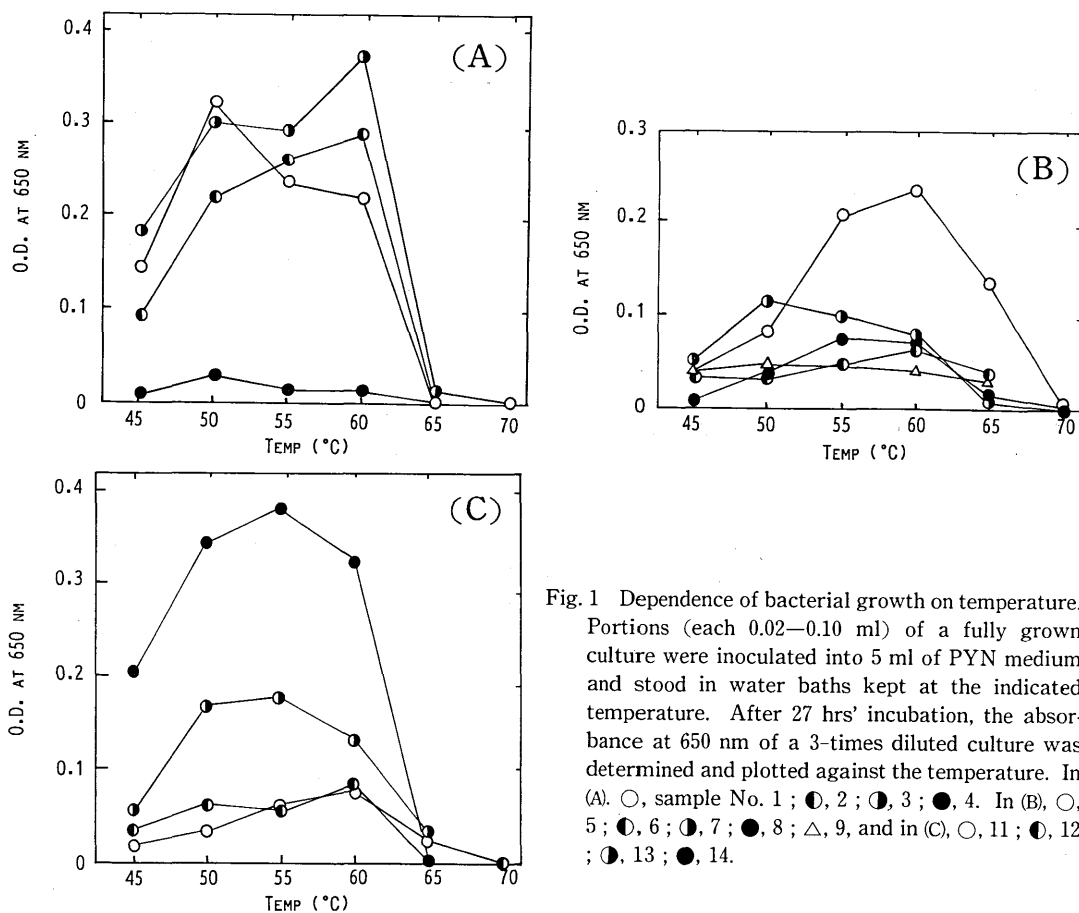 0.4
0.3
0.2
0.1
0
O.D. AT 650 NM
(A)
45 50 55 60 65 70
TEMP (°C)
0.3
0.2
0.1
0
O.D. AT 650 NM
(B)
45 50 55 60 65 70
TEMP (°C)
0.4
0.3
0.2
0.1
0
O.D. AT 650 NM
(C)
45 50 55 60 65 70
TEMP (°C)
Fig. 1 Dependence of bacterial growth on temperature.
Portions (each 0.02—0.10 ml) of a fully grown
culture were inoculated into 5 ml of PYN medium
and stood in water baths kept at the indicated
temperature. After 27 hrs' incubation, the absor-
bance at 650 nm of a 3-times diluted culture was
determined and plotted against the temperature. In
(A). ○, sample No. 1 ; ◐, 2 ; ◑, 3 ; ●, 4. In (B), ○,
5 ; ◐, 6 ; ◑, 7 ; ●, 8 ; △, 9, and in (C), ○, 11 ; ◐, 12
; ◑, 13 ; ●, 14.